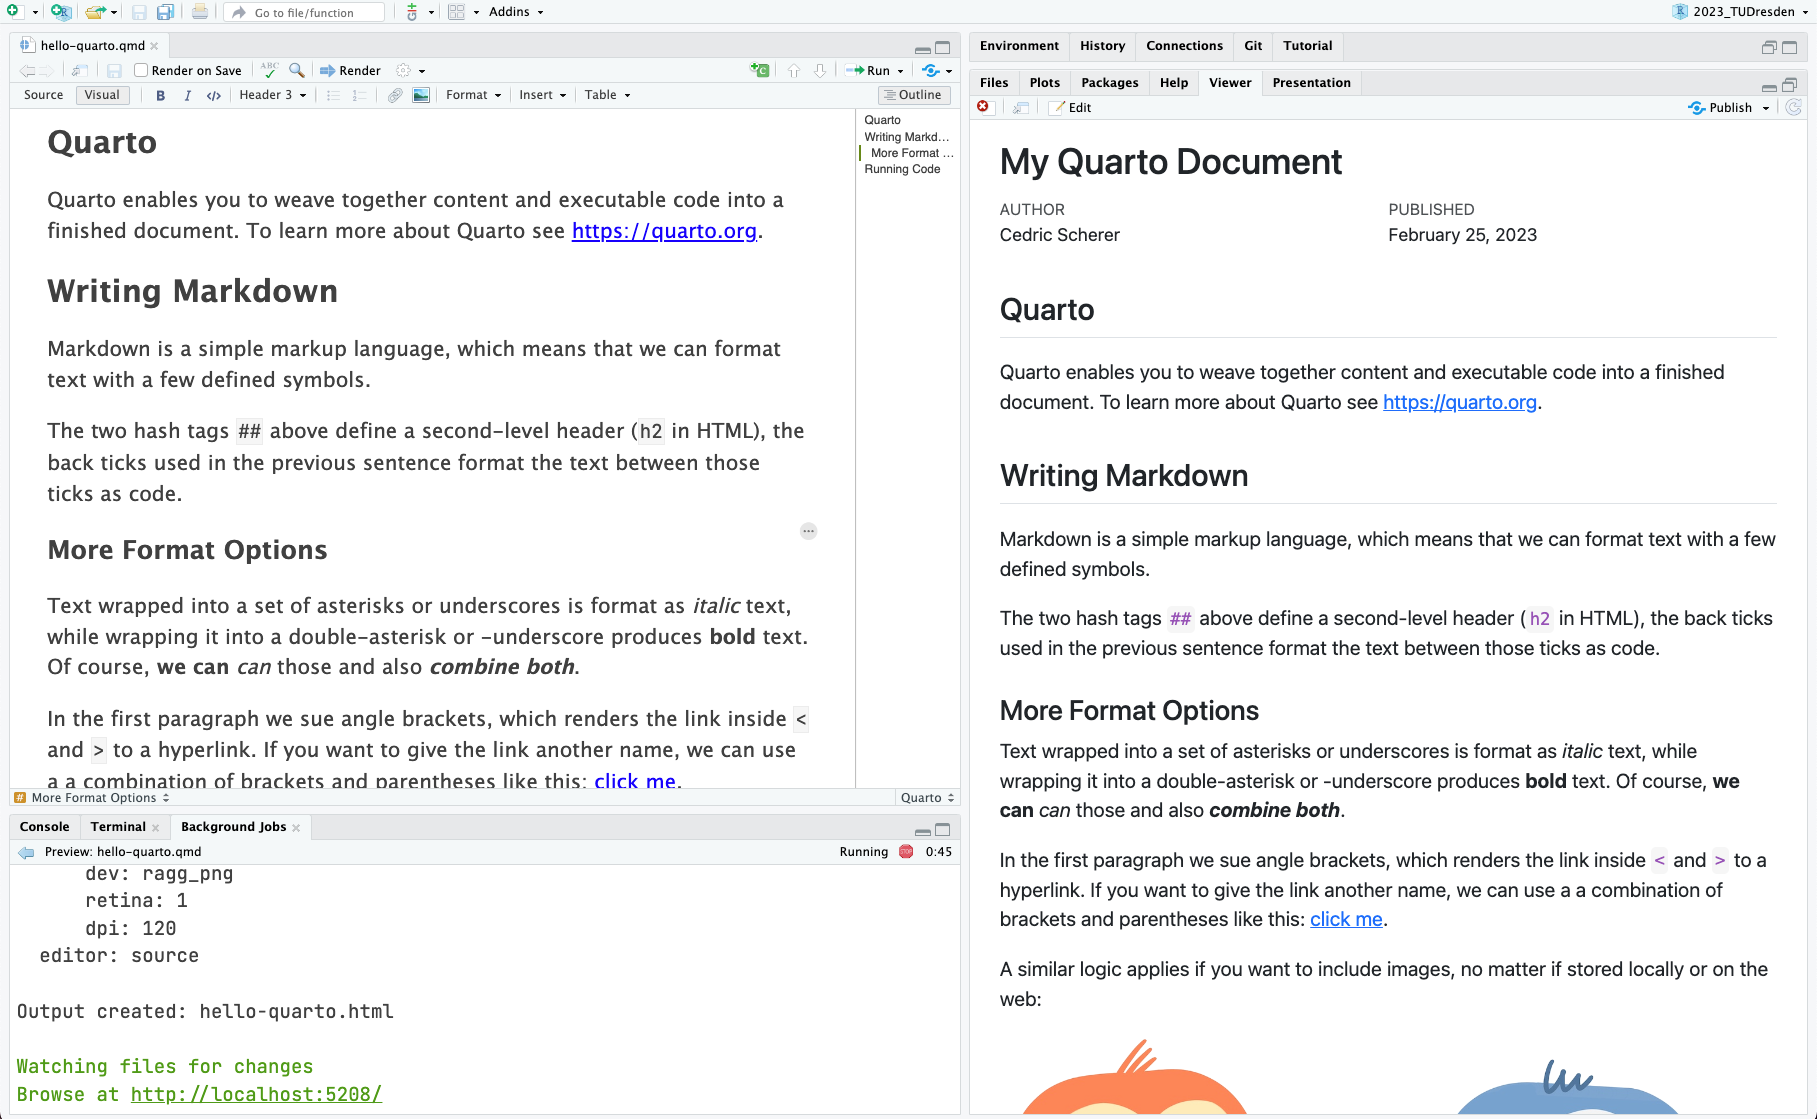 Go to file/function
Addins
2023_TUDresden
hello-quarto.qmd
Render on Save
ABC
Render
Run
Source
Visual
B
I
</>
Header 3
Format
Insert
Table
Outline
Quarto
Quarto enables you to weave together content and executable code into a
finished document. To learn more about Quarto see https://quarto.org.
Writing Markdown
Markdown is a simple markup language, which means that we can format
text with a few defined symbols.
The two hash tags ## above define a second-level header (h2 in HTML), the
back ticks used in the previous sentence format the text between those
ticks as code.
More Format Options
Text wrapped into a set of asterisks or underscores is format as italic text,
while wrapping it into a double-asterisk or -underscore produces bold text.
Of course, we can can those and also combine both.
In the first paragraph we sue angle brackets, which renders the link inside <
and > to a hyperlink. If you want to give the link another name, we can use
a a combination of brackets and parentheses like this: click me.
Quarto
Writing Markd...
More Format ...
Running Code
# More Format Options
Quarto
Console
Terminal
Background Jobs
Preview: hello-quarto.qmd
Running
STOP
0:45
dev: ragg_png
retina: 1
dpi: 120
editor: source
Output created: hello-quarto.html
Watching files for changes
Browse at http://localhost:5208/
Environment
History
Connections
Git
Tutorial
Files
Plots
Packages
Help
Viewer
Presentation
Edit
Publish
My Quarto Document
AUTHOR
PUBLISHED
Cedric Scherer
February 25, 2023
Quarto
Quarto enables you to weave together content and executable code into a finished
document. To learn more about Quarto see https://quarto.org.
Writing Markdown
Markdown is a simple markup language, which means that we can format text with a few
defined symbols.
The two hash tags ## above define a second-level header (h2 in HTML), the back ticks
used in the previous sentence format the text between those ticks as code.
More Format Options
Text wrapped into a set of asterisks or underscores is format as italic text, while
wrapping it into a double-asterisk or -underscore produces bold text. Of course, we
can can those and also combine both.
In the first paragraph we sue angle brackets, which renders the link inside < and > to a
hyperlink. If you want to give the link another name, we can use a a combination of
brackets and parentheses like this: click me.
A similar logic applies if you want to include images, no matter if stored locally or on the
web: